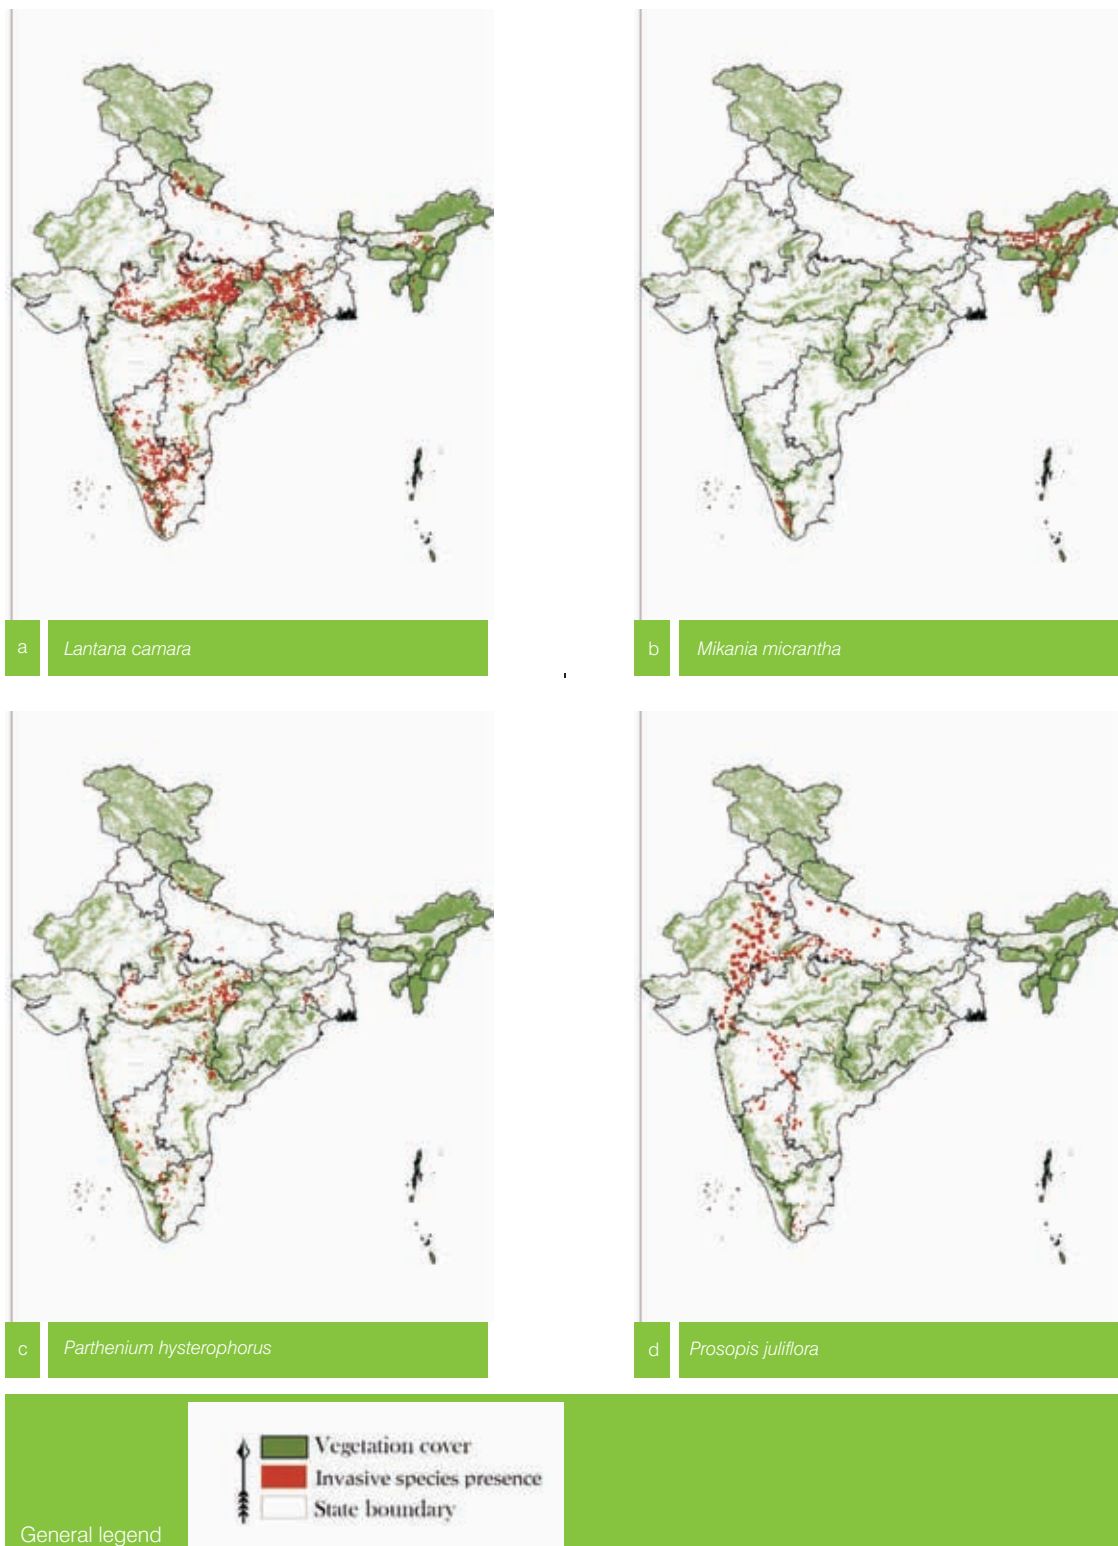 a
Lantana camara
b
Mikania micrantha
c
Parthenium hysterophorus
d
Prosopis juliflora
Vegetation cover
Invasive species presence
State boundary
General legend